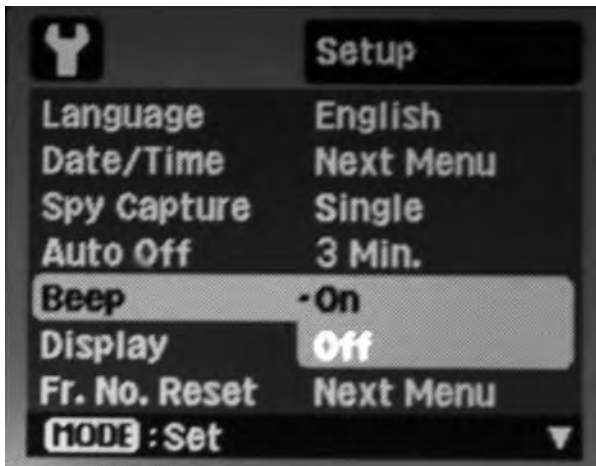 Setup
Language English
Date/Time Next Menu
Spy Capture Single
Auto Off 3 Min.
Beep ·On
Display Off
Fr. No. Reset Next Menu
MODE :Set